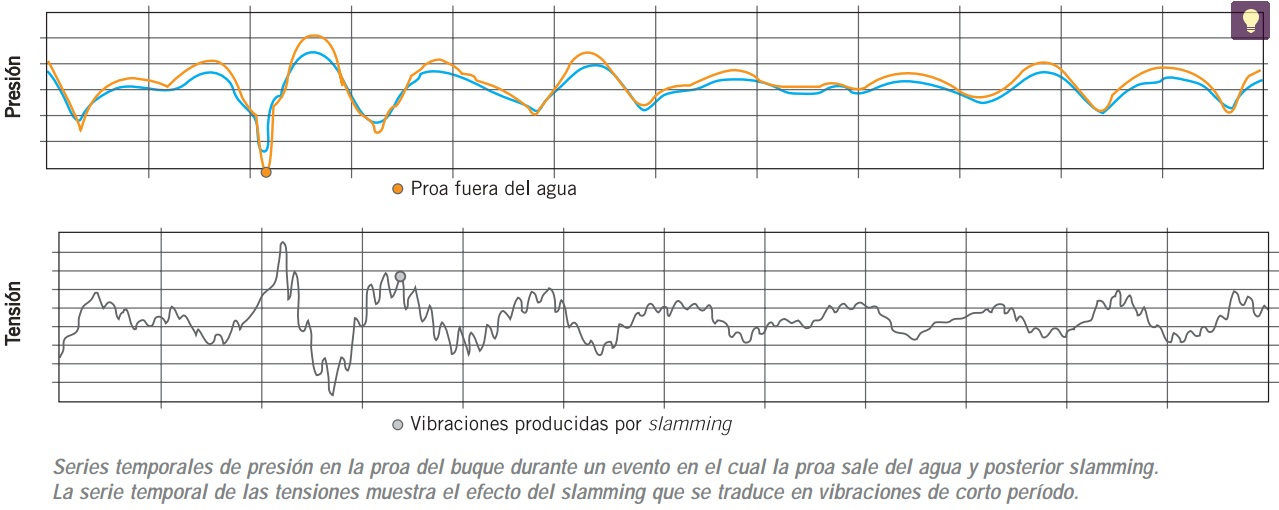 Presión
Proa fuera del agua
Tensión
Vibraciones producidas por slamming
Series temporales de presión en la proa del buque durante un evento en el cual la proa sale del agua y posterior slamming.
La serie temporal de las tensiones muestra el efecto del slamming que se traduce en vibraciones de corto período.